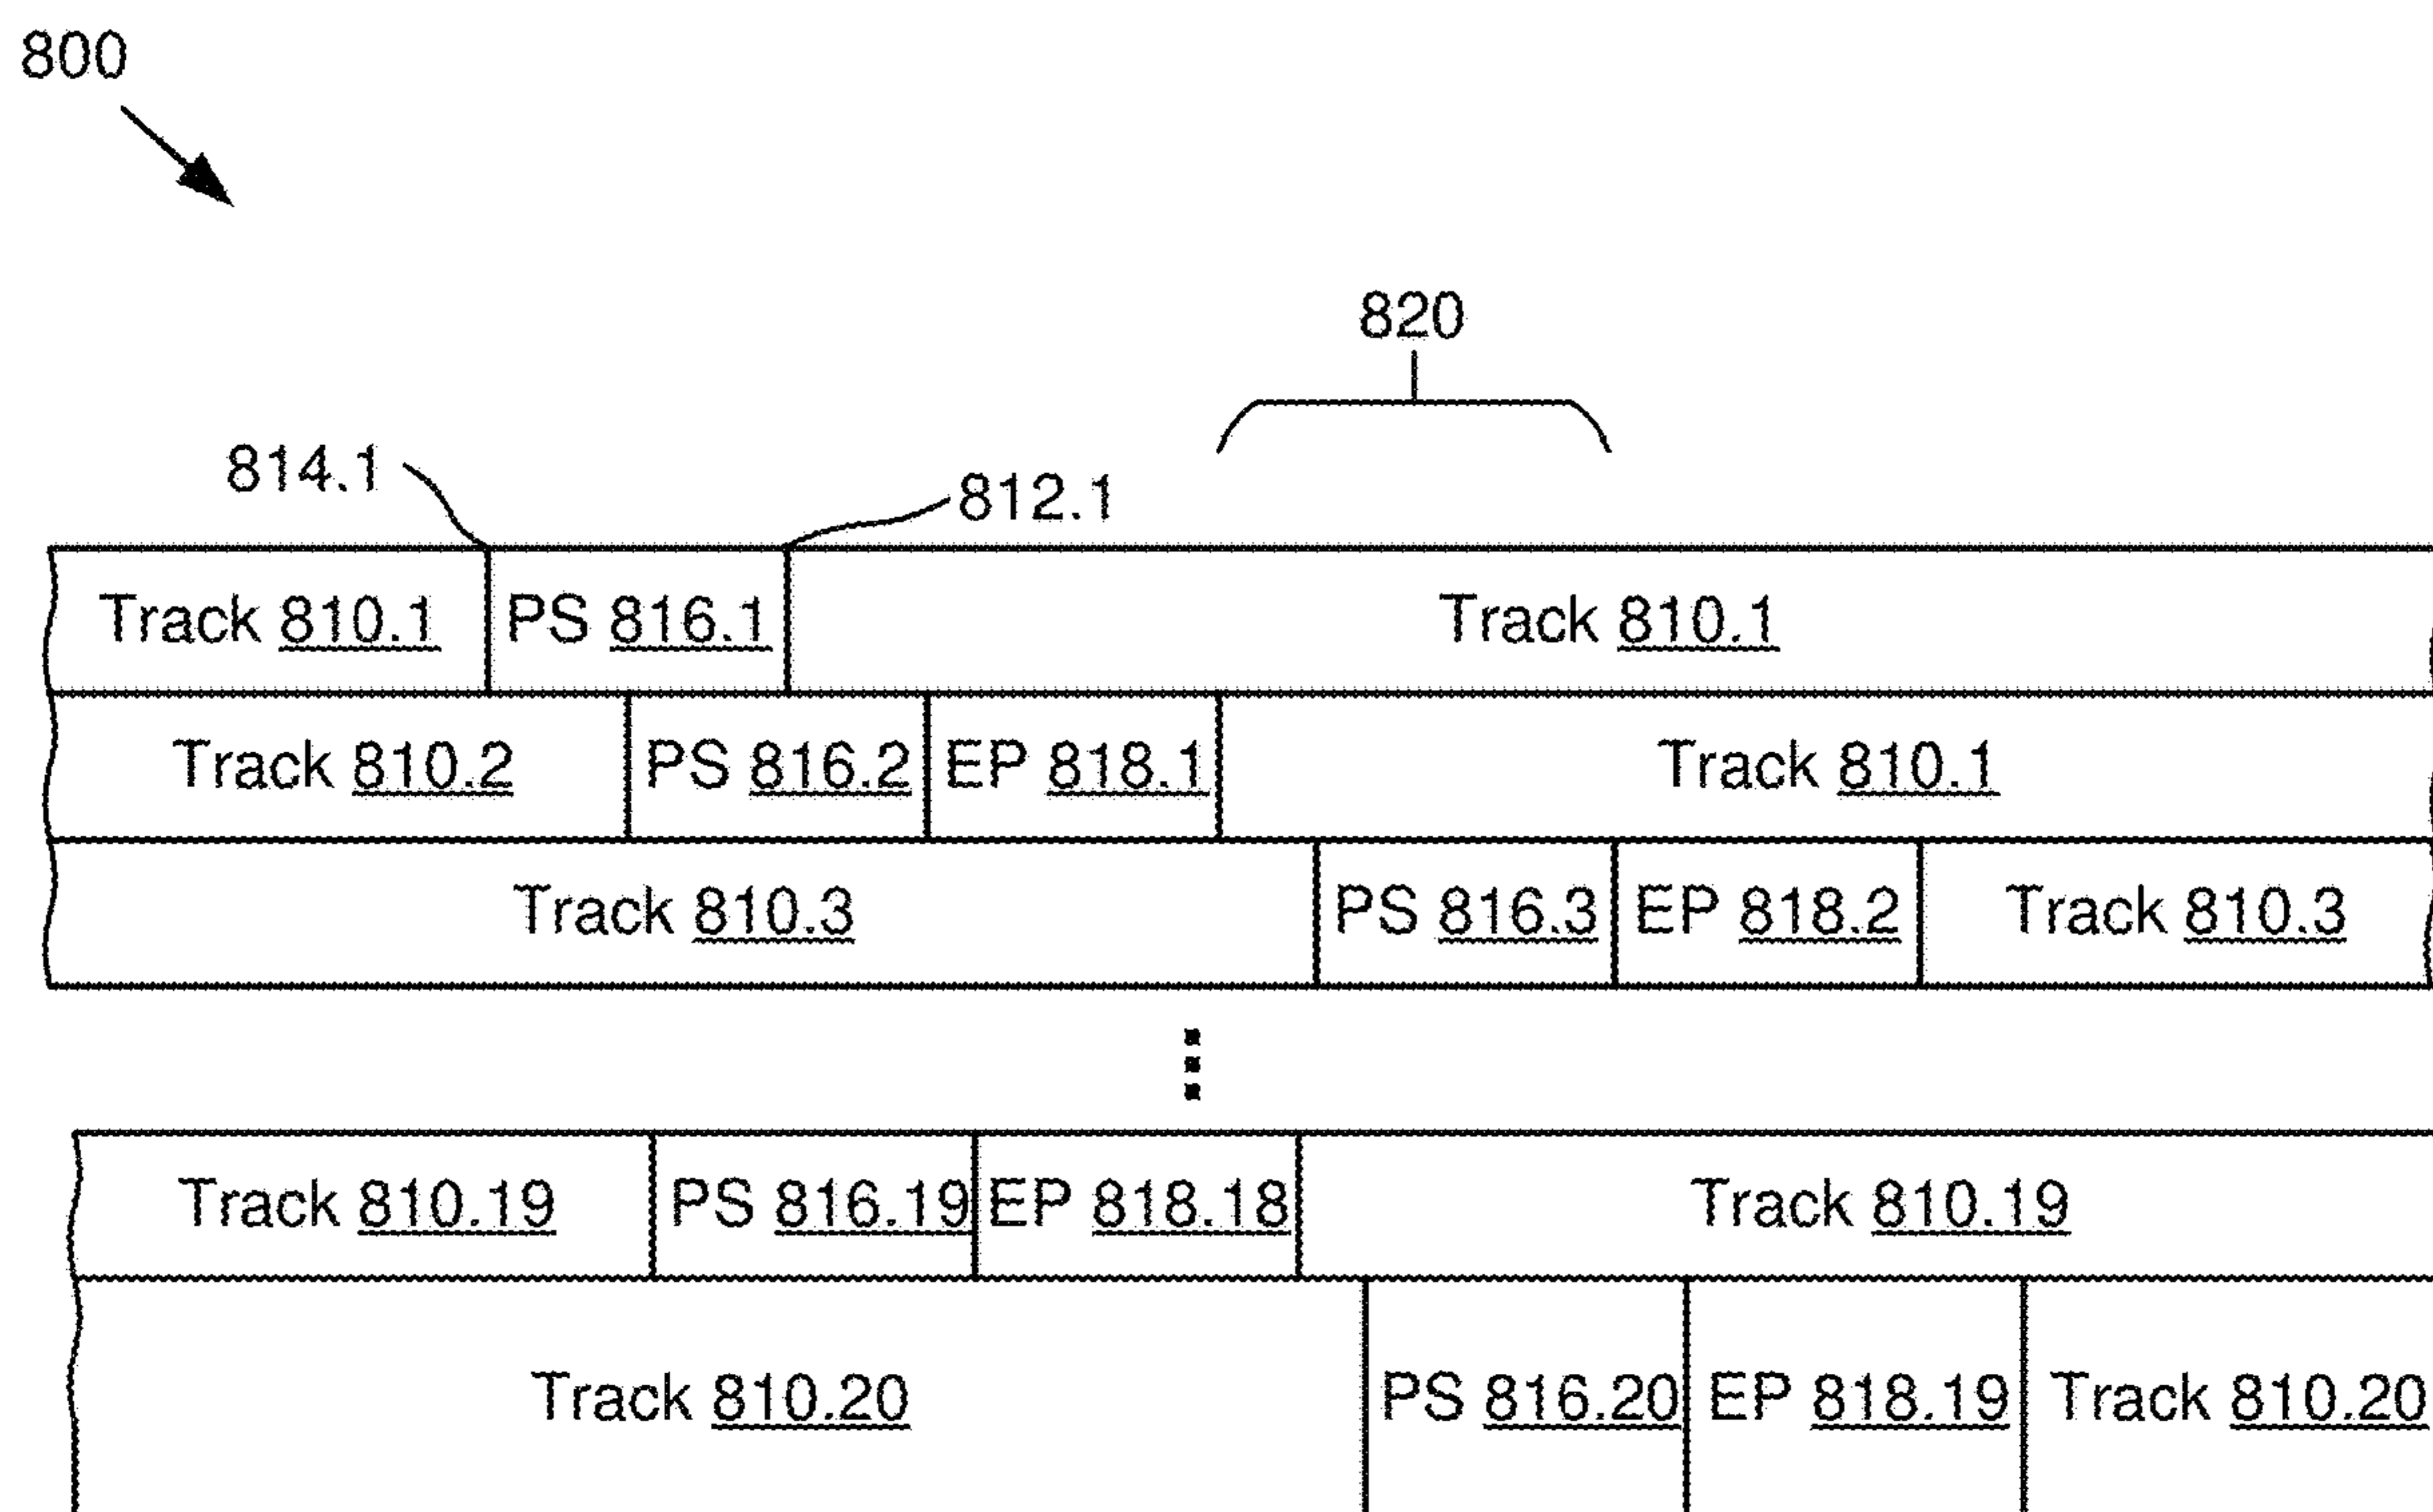 800
820
814.1
812.1
Track 810.1 PS 816.1 Track 810.1
Track 810.2 PS 816.2 EP 818.1 Track 810.1
Track 810.3 PS 816.3 EP 818.2 Track 810.3
Track 810.19 PS 816.19 EP 818.18 Track 810.19
Track 810.20 PS 816.20 EP 818.19 Track 810.20